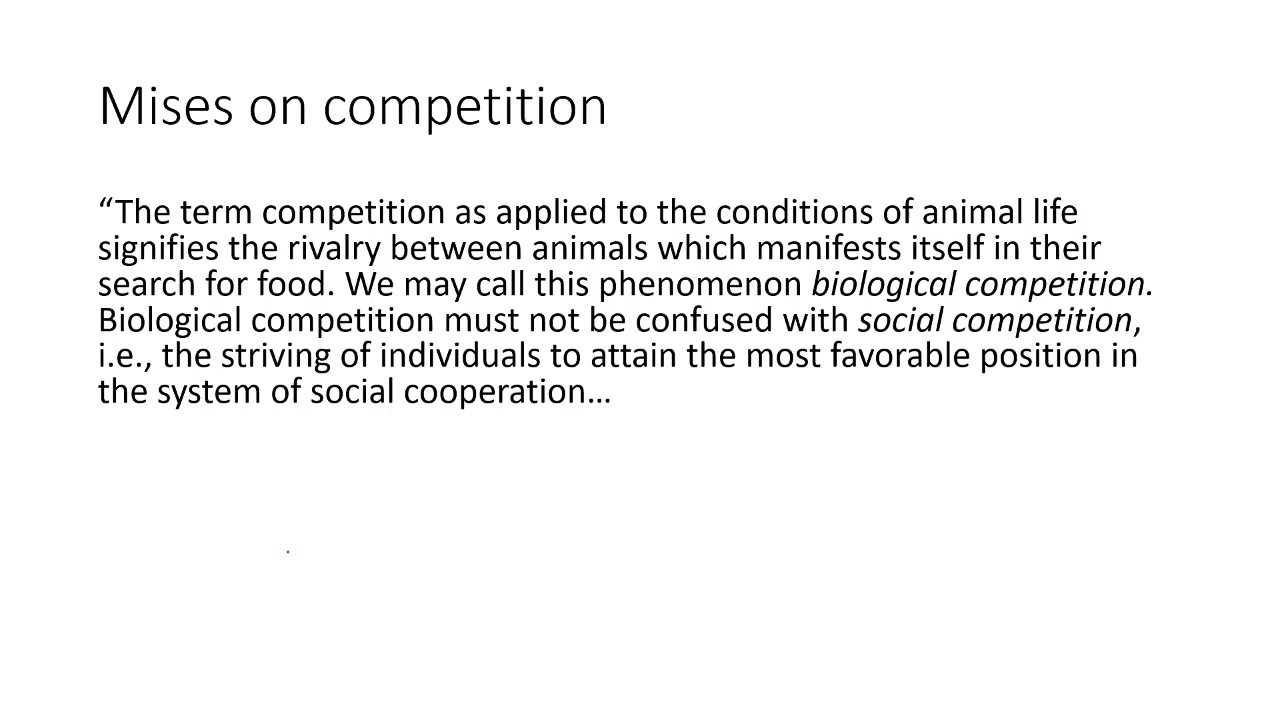 Mises on competition
“The term competition as applied to the conditions of animal life
signifies the rivalry between animals which manifests itself in their
search for food. We may call this phenomenon biological competition.
Biological competition must not be confused with social competition,
i.e., the striving of individuals to attain the most favorable position in
the system of social cooperation…